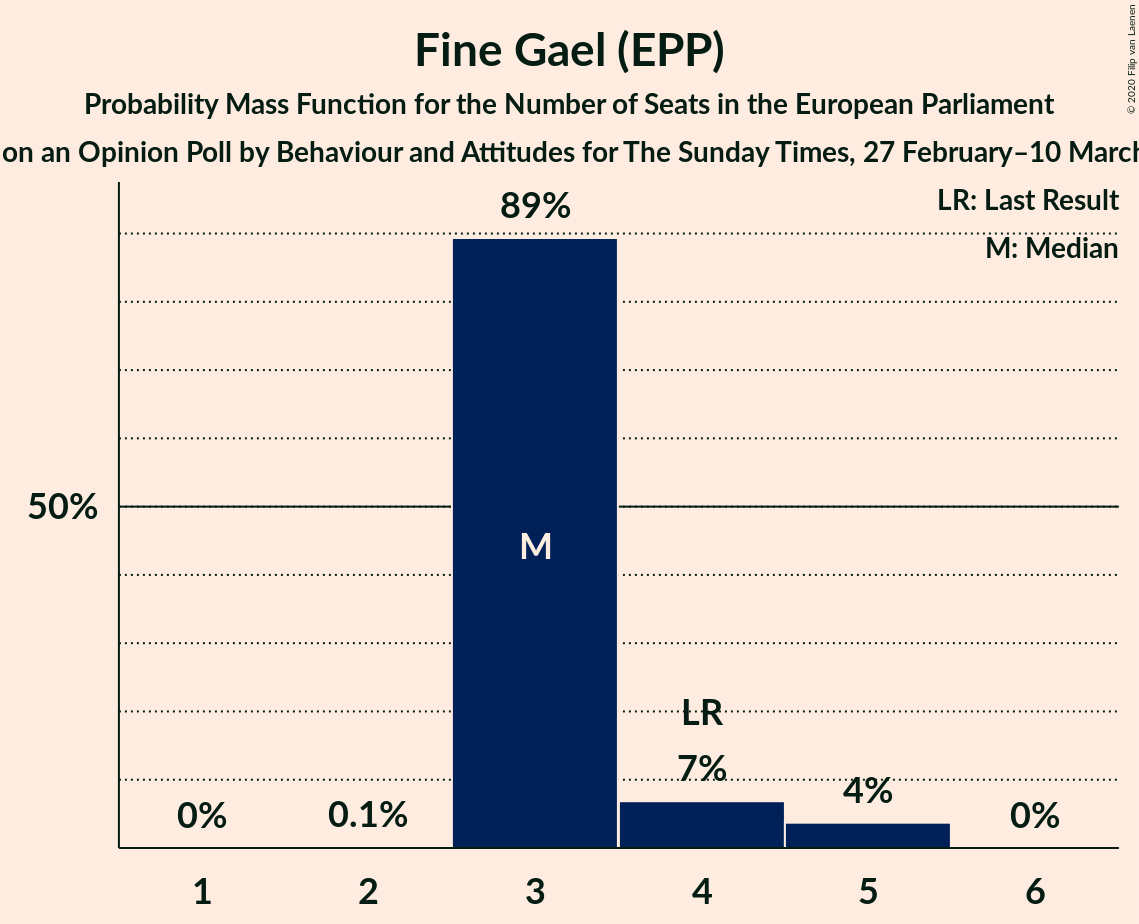 Fine Gael (EPP)
Probability Mass Function for the Number of Seats in the European Parliament
on an Opinion Poll by Behaviour and Attitudes for The Sunday Times, 27 February–10 March
© 2020 Filip van Laenen
LR: Last Result
M: Median
89%
50%
M
LR
7%
4%
0%
0.1%
0%
1
2
3
4
5
6